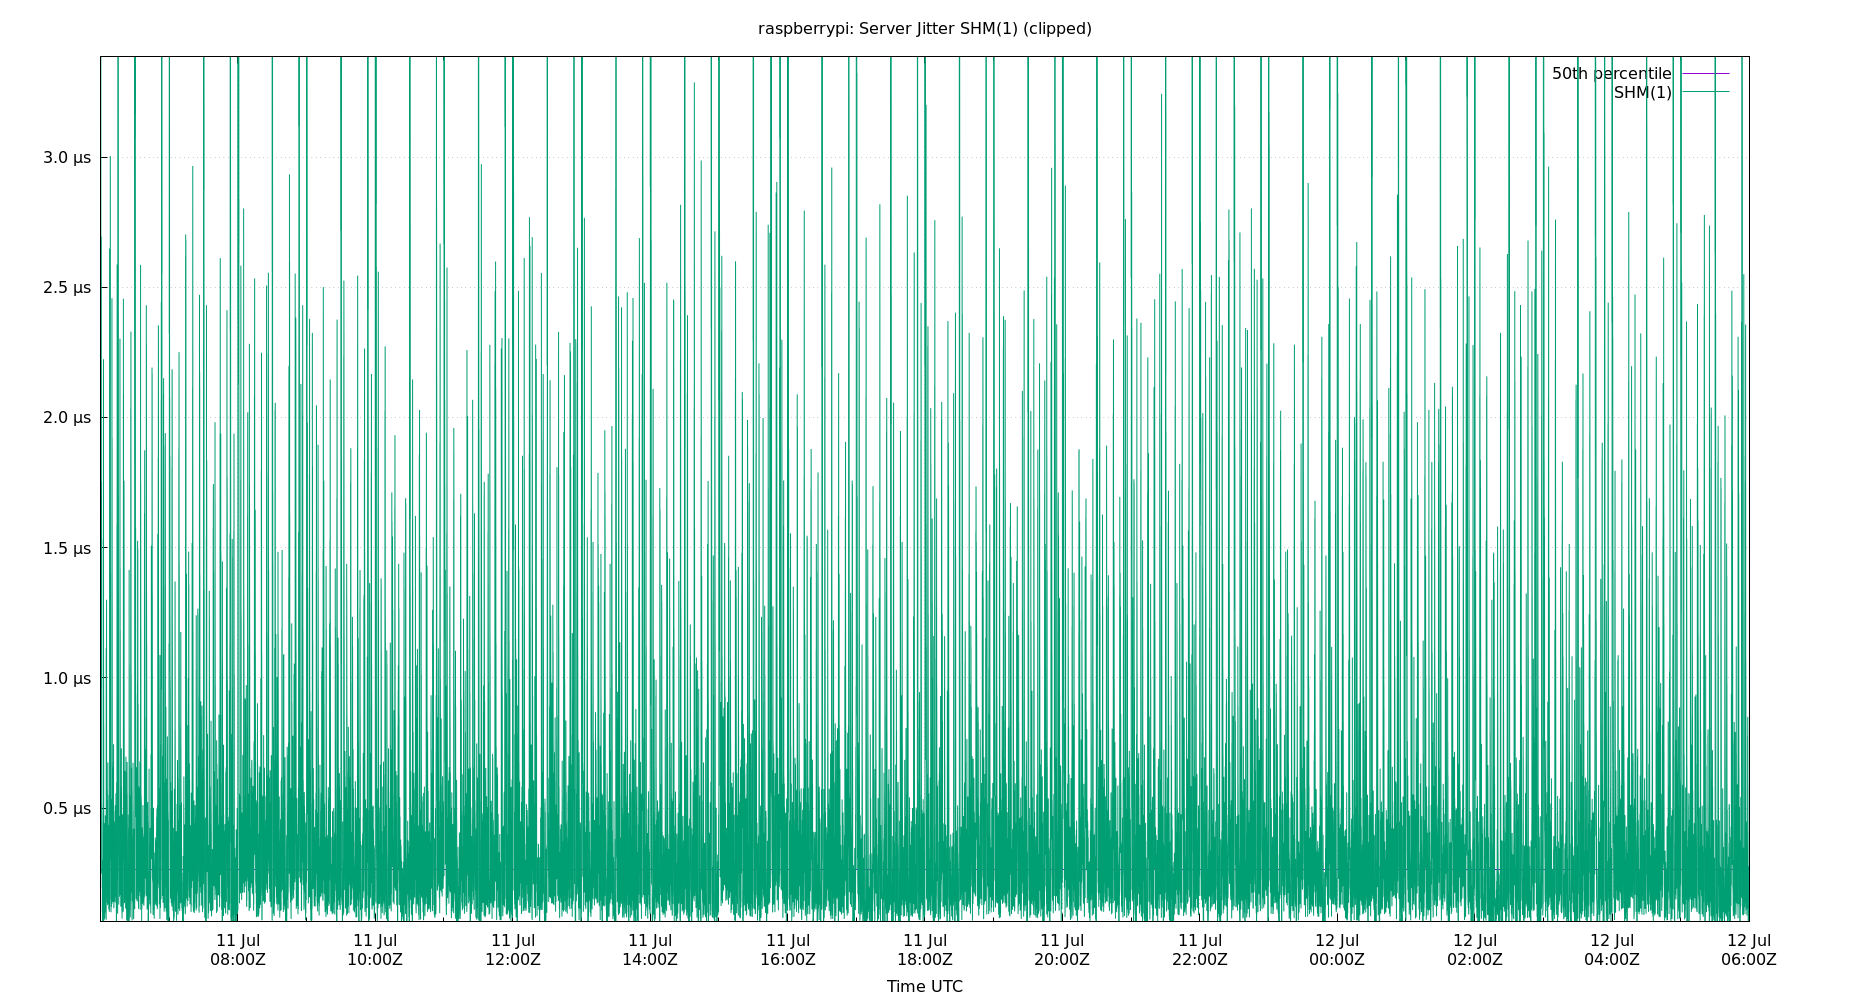 raspberrypi: Server Jitter SHM(1) (clipped)
50th percentile
SHM(1)
3.0 µs
2.5 µs
2.0 µs
1.5 µs
1.0 µs
0.5 µs
11 Jul 11 Jul 11 Jul 11 Jul 11 Jul 11 Jul 11 Jul 11 Jul 12 Jul 12 Jul 12 Jul 12 Jul
08:00Z 10:00Z 12:00Z 14:00Z 16:00Z 18:00Z 20:00Z 22:00Z 00:00Z 02:00Z 04:00Z 06:00Z
Time UTC